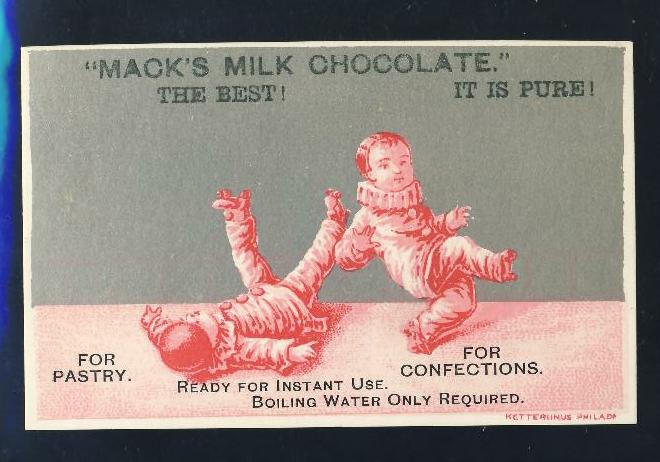 "MACK'S MILK CHOCOLATE."
THE BEST! IT IS PURE!
FOR
PASTRY.
FOR
CONFECTIONS.
READY FOR INSTANT USE.
BOILING WATER ONLY REQUIRED.
KETTERLINUS PHILADA